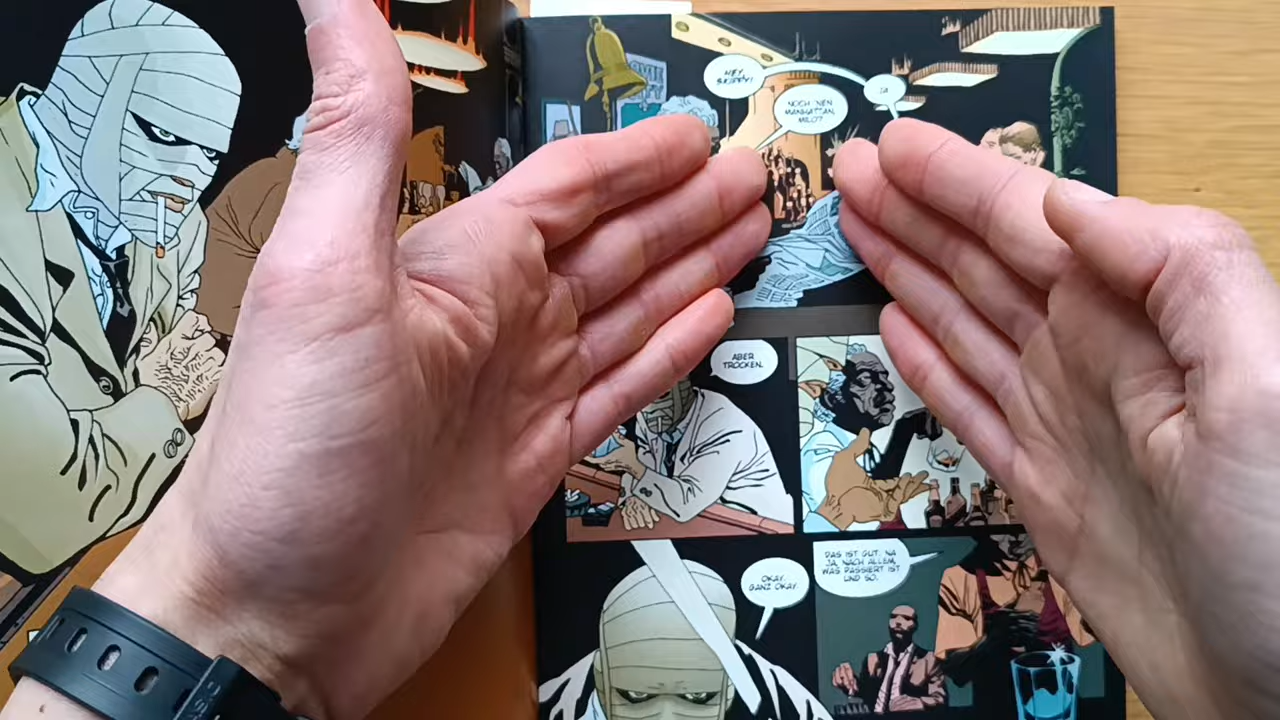 HEY,
SKIPPY!
JA
NOCH 'NEN
MANHATTAN,
MILO?
ABER
TROCKEN.
OKAY.
GANZ OKAY.
DAS IST GUT. NA
JA, NACH ALLEM,
WAS PASSIERT IST
UND SO.